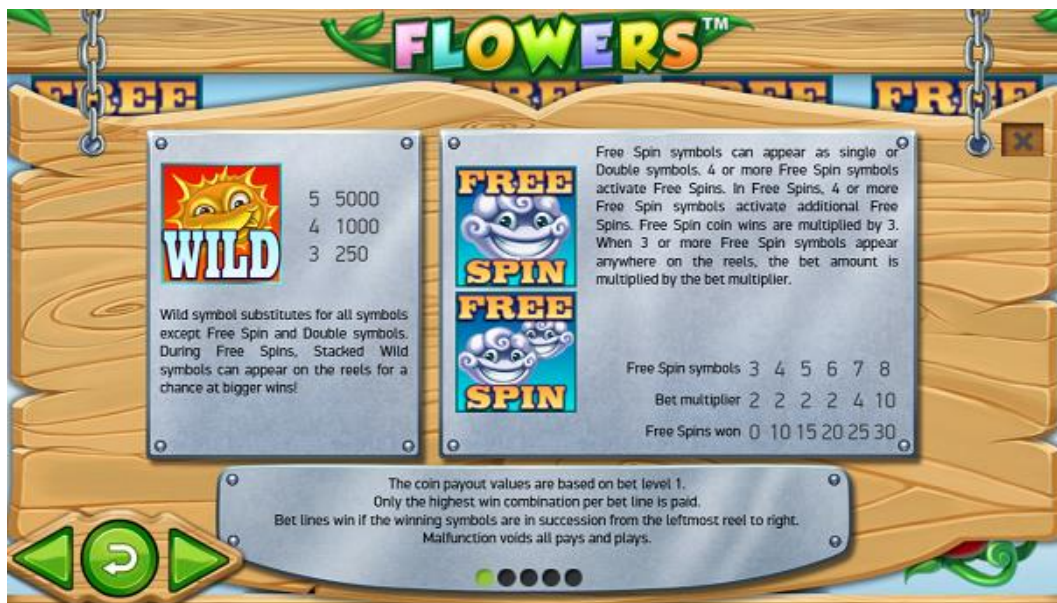 FLOWERS™
FREE
FREE
FREE
FREE
WILD
5 5000
4 1000
3 250
Wild symbol substitutes for all symbols
except Free Spin and Double symbols.
During Free Spins, Stacked Wild
symbols can appear on the reels for a
chance at bigger wins!
FREE
SPIN
FREE
SPIN
Free Spin symbols can appear as single or
Double symbols. 4 or more Free Spin symbols
activate Free Spins. In Free Spins, 4 or more
Free Spin symbols activate additional Free
Spins. Free Spin coin wins are multiplied by 3.
When 3 or more Free Spin symbols appear
anywhere on the reels, the bet amount is
multiplied by the bet multiplier.
Free Spin symbols 3 4 5 6 7 8
Bet multiplier 2 2 2 2 4 10
Free Spins won 0 10 15 20 25 30
The coin payout values are based on bet level 1.
Only the highest win combination per bet line is paid.
Bet lines win if the winning symbols are in succession from the leftmost reel to right.
Malfunction voids all pays and plays.